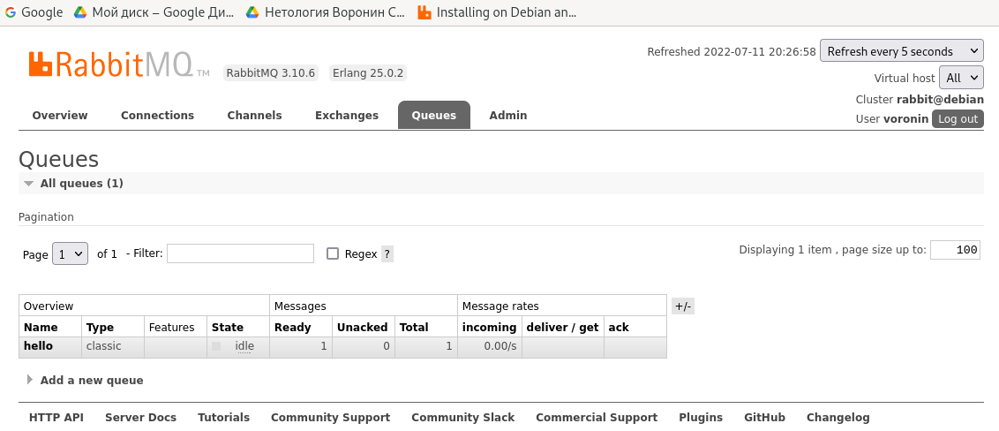 Google Мой диск – Google Ди... Нетология Воронин С... Installing on Debian an...
RabbitMQ TM RabbitMQ 3.10.6 Erlang 25.0.2
Refreshed 2022-07-11 20:26:58 Refresh every 5 seconds
Virtual host All
Cluster rabbit@debian
User voronin Log out
Overview Connections Channels Exchanges Queues Admin
Queues
All queues (1)
Pagination
Page 1 of 1 - Filter: Regex ? Displaying 1 item , page size up to: 100
Overview Messages Message rates +/-
Name Type Features State Ready Unacked Total incoming deliver / get ack
hello classic idle 1 0 1 0.00/s
Add a new queue
HTTP API Server Docs Tutorials Community Support Community Slack Commercial Support Plugins GitHub Changelog